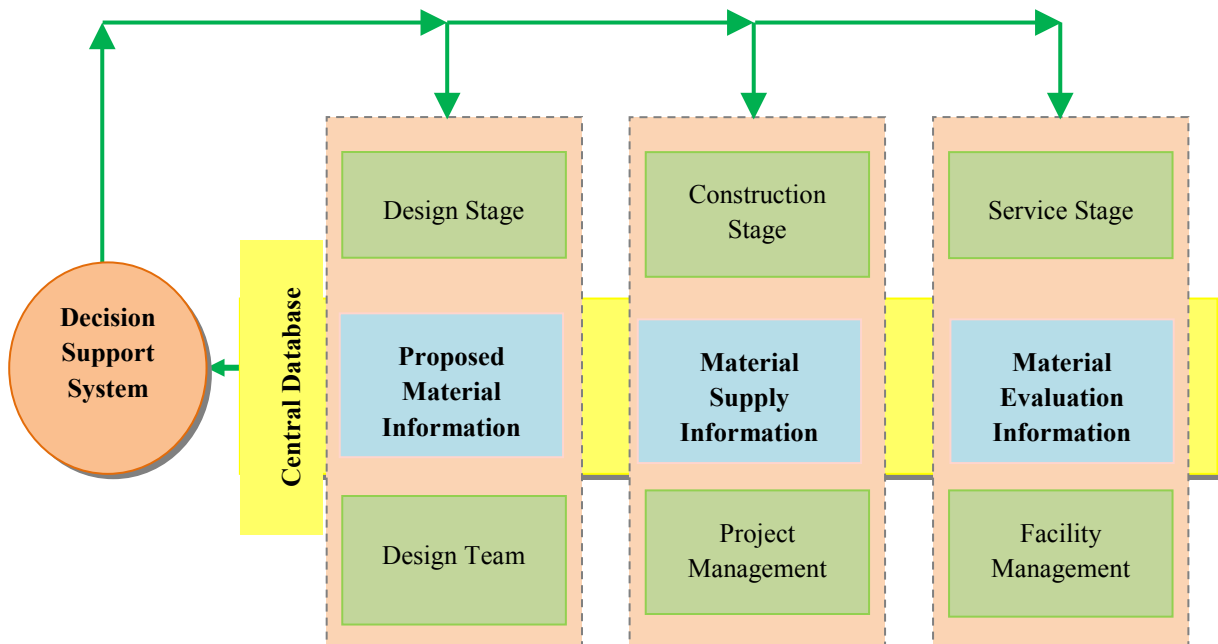 Decision
Support
System
Central Database
Design Stage
Proposed
Material
Information
Design Team
Construction
Stage
Material
Supply
Information
Project
Management
Service Stage
Material
Evaluation
Information
Facility
Management